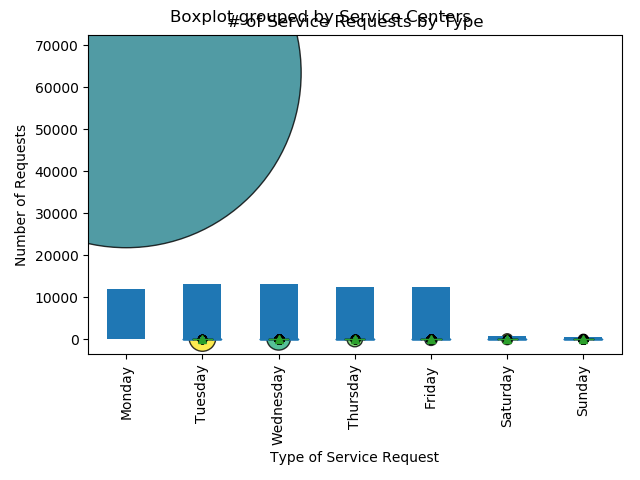 Boxplot grouped by Service Centers
# of Service Requests by Type
70000
60000
50000
40000
30000
20000
10000
0
Number of Requests
Monday
Tuesday
Wednesday
Thursday
Friday
Saturday
Sunday
Type of Service Request